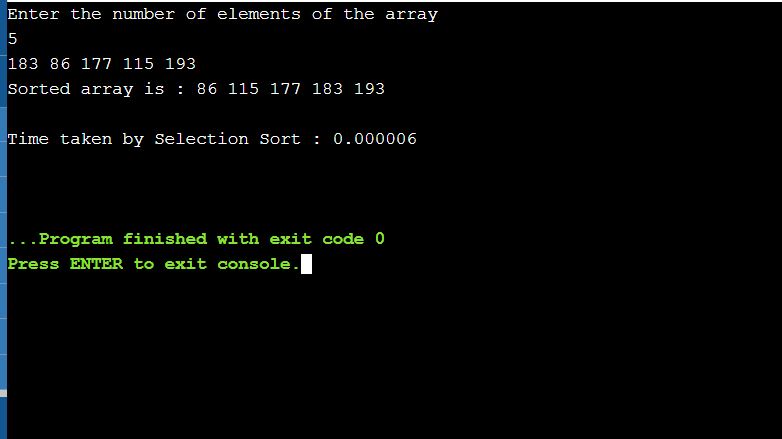 Enter the number of elements of the array
5
183 86 177 115 193
Sorted array is : 86 115 177 183 193
Time taken by Selection Sort : 0.000006
...Program finished with exit code 0
Press ENTER to exit console.